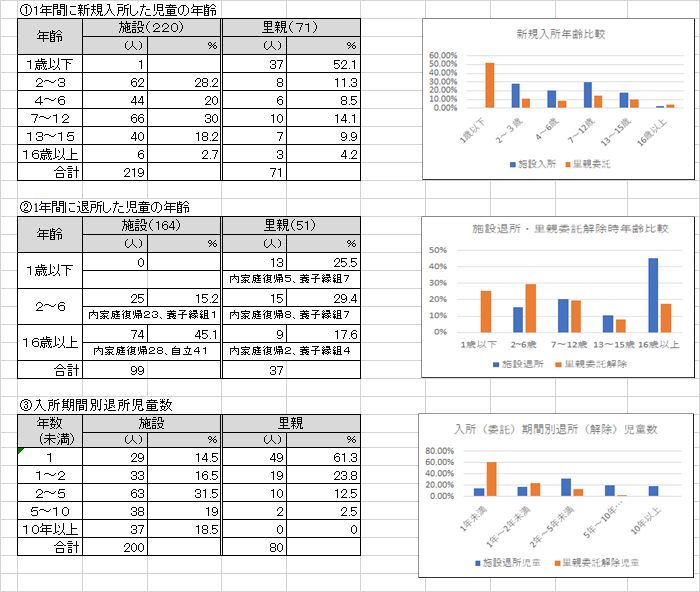 ①1年間に新規入所した児童の年齢
年齢 施設(220) 里親(71)
(人) % (人) %
1歳以下 1 37 52.1
2～3 62 28.2 8 11.3
4～6 44 20 6 8.5
7～12 66 30 10 14.1
13～15 40 18.2 7 9.9
16歳以上 6 2.7 3 4.2
合計 219 71
新規入所年齢比較
60.00%
50.00%
40.00%
30.00%
20.00%
10.00%
0.00%
1歳以下 2～3歳 4～6歳 7～12歳 13～15歳 16歳以上
施設入所 里親委託
②1年間に退所した児童の年齢
年齢 施設(164) 里親(51)
(人) % (人) %
1歳以下 0 13 25.5
内家庭復帰5、養子縁組7
2～6 25 15.2 15 29.4
内家庭復帰23、養子縁組1 内家庭復帰8、養子縁組7
16歳以上 74 45.1 9 17.6
内家庭復帰28、自立41 内家庭復帰2、養子縁組4
合計 99 37
施設退所・里親委託解除時年齢比較
50%
40%
30%
20%
10%
0%
1歳以下 2~6歳 7～12歳 13～15歳 16歳以上
施設退所 里親委託解除
③入所期間別退所児童数
年数 施設 里親
(未満) (人) % (人) %
1 29 14.5 49 61.3
1～2 33 16.5 19 23.8
2～5 63 31.5 10 12.5
5～10 38 19 2 2.5
10年以上 37 18.5 0 0
合計 200 80
入所（委託）期間別退所（解除）児童数
80.00%
60.00%
40.00%
20.00%
0.00%
1年未満 1年～2年未満 2年～5年未満 5年～10年… 10年以上
施設退所児童 里親委託解除児童